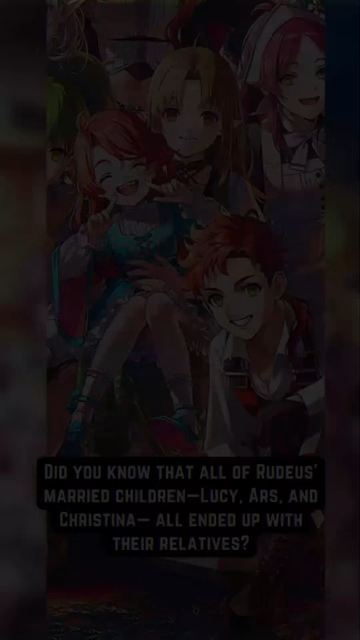 Did you know that all of Rudeus'
married children—Lucy, Ars, and
Christina— all ended up with
their relatives?